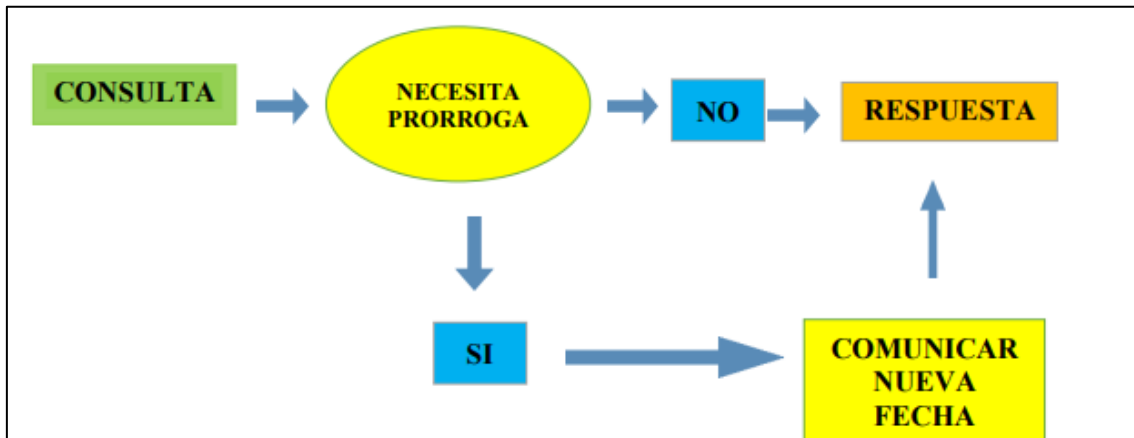 CONSULTA
NECESITA
PRORROGA
NO
RESPUESTA
SI
COMUNICAR
NUEVA
FECHA